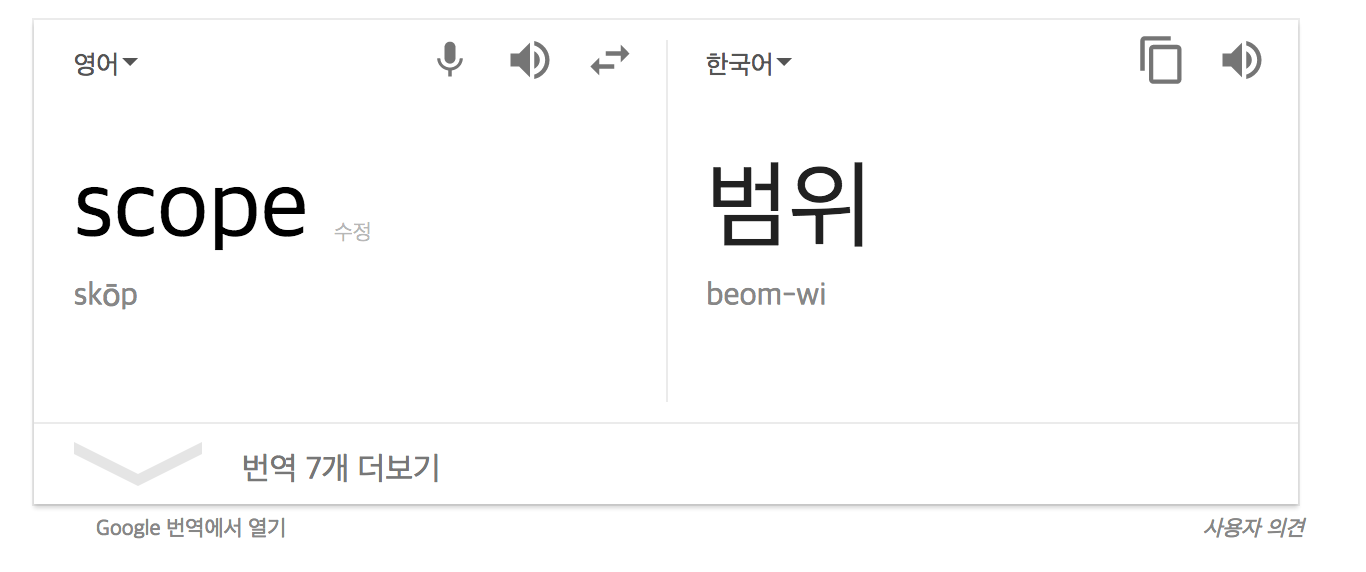 영어
한국어
scope 수정
범위
skōp
beom-wi
번역 7개 더보기
Google 번역에서 열기
사용자 의견